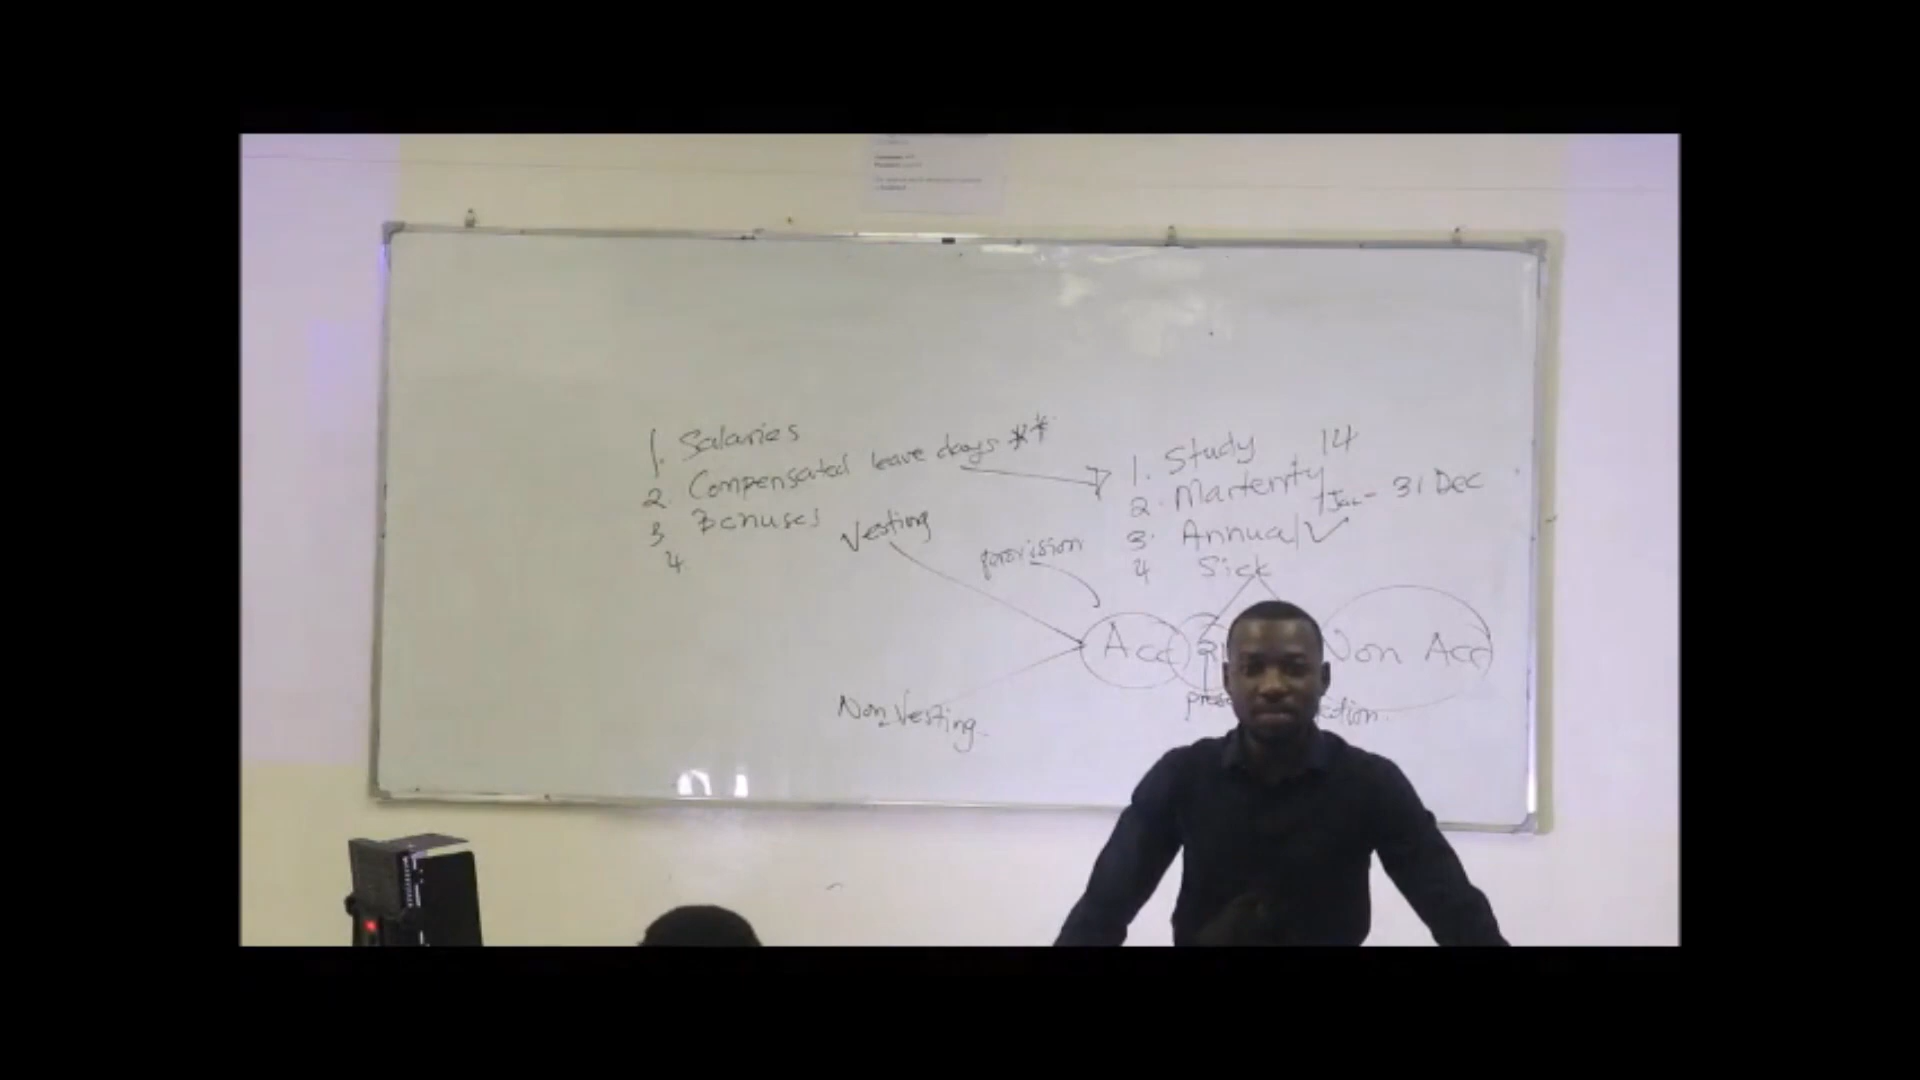 1. Salaries
2. Compensated leave days **
3 Bonuses
4
Vesting
provision
Non Vesting
1. Study 14
2. Marternity 1 Jan - 31 Dec
3. Annual ✓
4 Sick
Acc
Non Acc